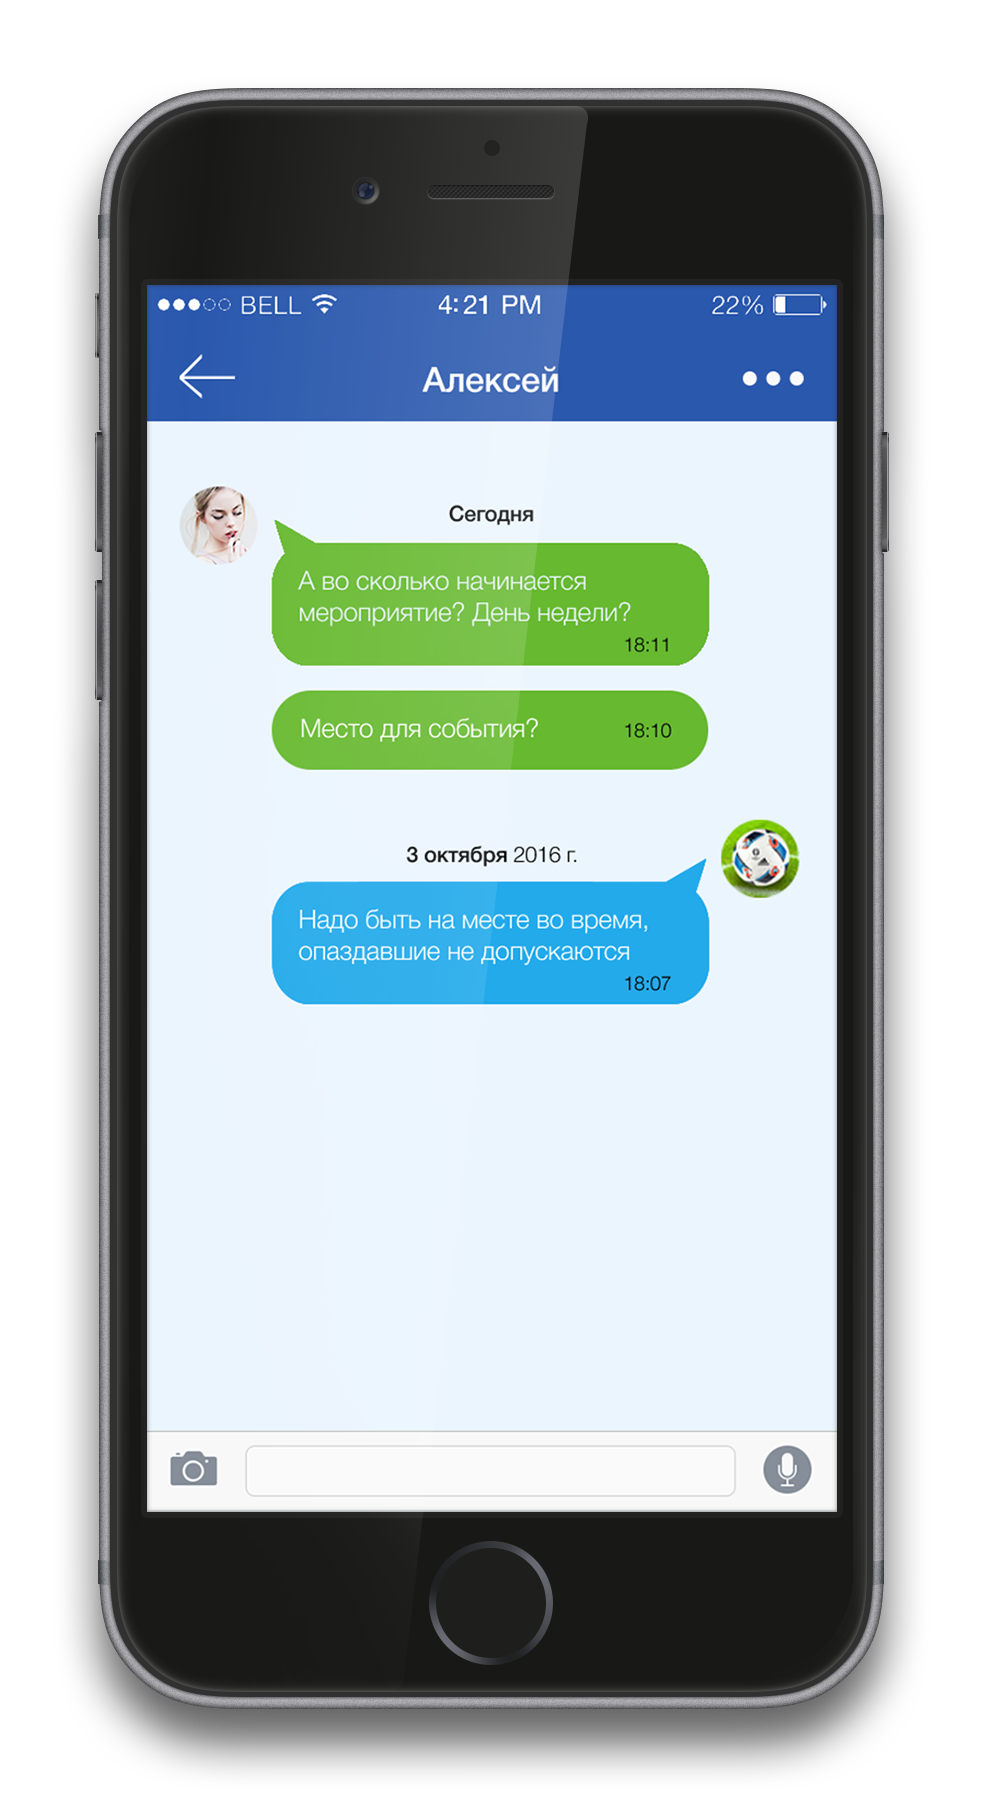 BELL 4:21 PM 22%
Алексей
Сегодня
А во сколько начинается
мероприятие? День недели?
18:11
Место для события? 18:10
3 октября 2016 г.
Надо быть на месте во время,
опаздавшие не допускаются
18:07